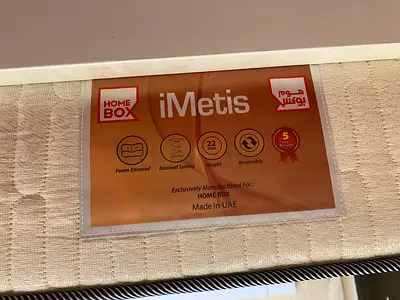 HOME
BOX
iMetis
هوم
بوكس
22
5
Foam Encased
Bonnell Spring
Height
Reversible
Exclusively Manufactured For :
HOME BOX
Made In UAE